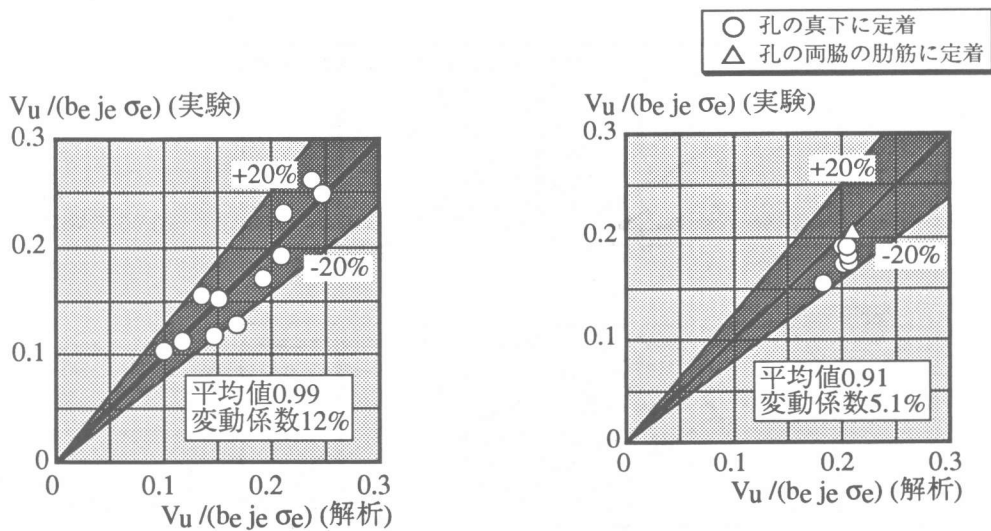 ○ 孔の真下に定着
△ 孔の両脇の肋筋に定着
Vu /(be je σe) (実験)
0.3
0.2
0.1
0
+20%
-20%
平均値0.99
変動係数12%
0
0.1
0.2
0.3
Vu /(be je σe) (解析)
Vu /(be je σe) (実験)
0.3
0.2
0.1
0
+20%
-20%
平均値0.91
変動係数5.1%
0
0.1
0.2
0.3
Vu /(be je σe) (解析)